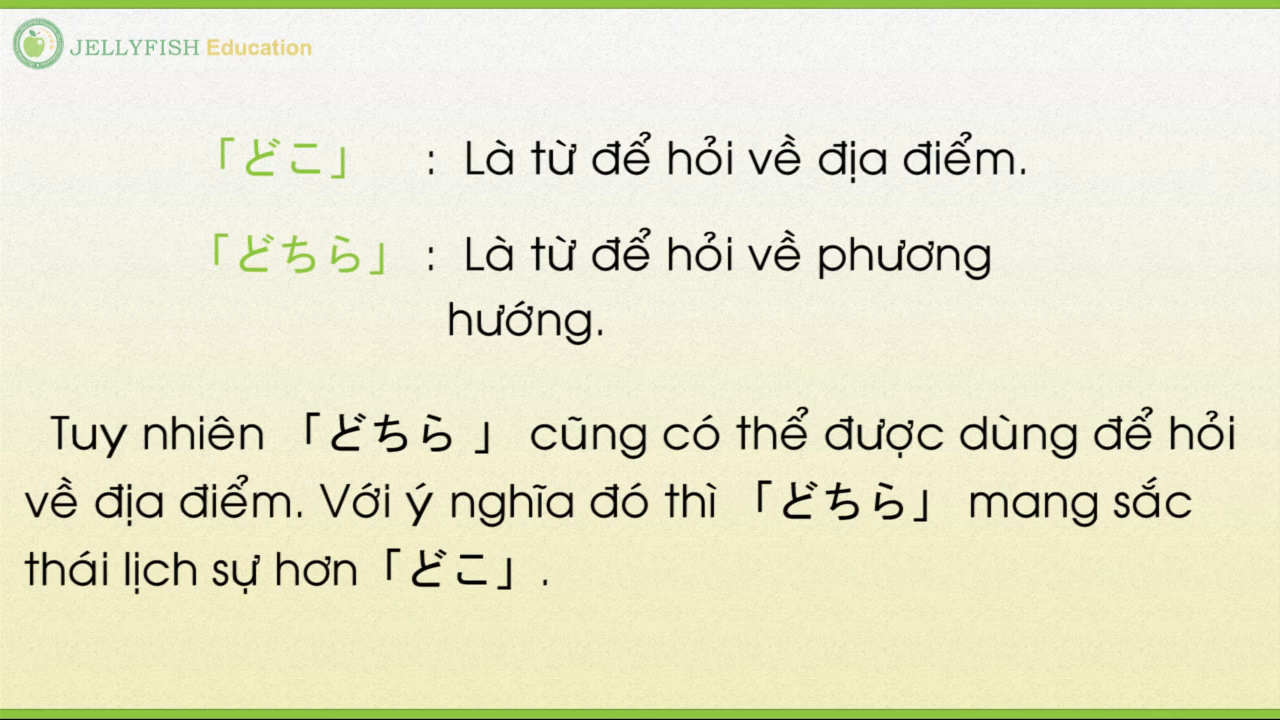 JELLYFISH Education
「どこ」 : Là từ để hỏi về địa điểm.
「どちら」 : Là từ để hỏi về phương
hướng.
Tuy nhiên 「どちら 」 cũng có thể được dùng để hỏi
về địa điểm. Với ý nghĩa đó thì 「どちら」 mang sắc
thái lịch sự hơn「どこ」.